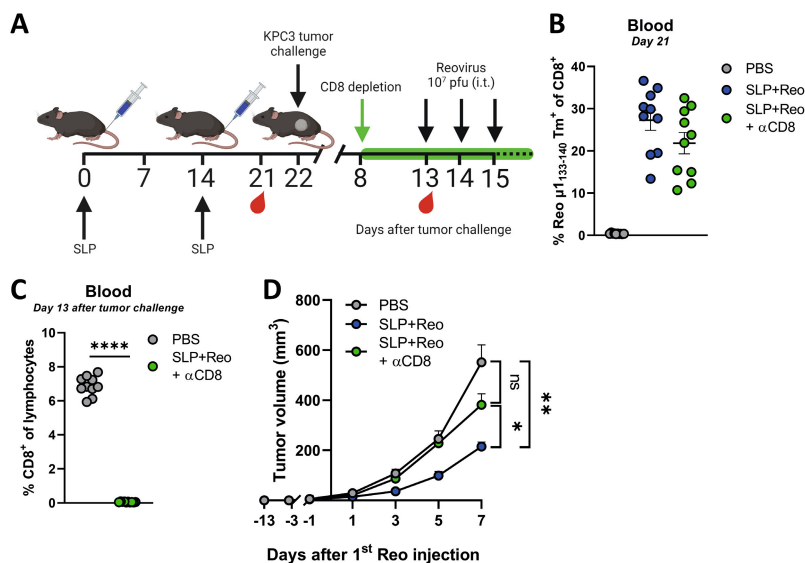 A
KPC3 tumor
challenge
CD8 depletion
Reovirus
10⁷ pfu (i.t.)
0 7 14 21 22 8 13 14 15
SLP SLP
Days after tumor challenge
B
Blood
Day 21
% Reo µ1₁₃₃₋₁₄₀ Tm⁺ of CD8⁺
40
30
20
10
0
PBS
SLP+Reo
SLP+Reo
+ αCD8
C
Blood
Day 13 after tumor challenge
% CD8⁺ of lymphocytes
10
8
6
4
2
0
****
PBS
SLP+Reo
+ αCD8
D
Tumor volume (mm³)
800
600
400
200
PBS
SLP+Reo
SLP+Reo
+ αCD8
ns
*
**
-13 -3 -1 1 3 5 7
Days after 1ˢᵗ Reo injection